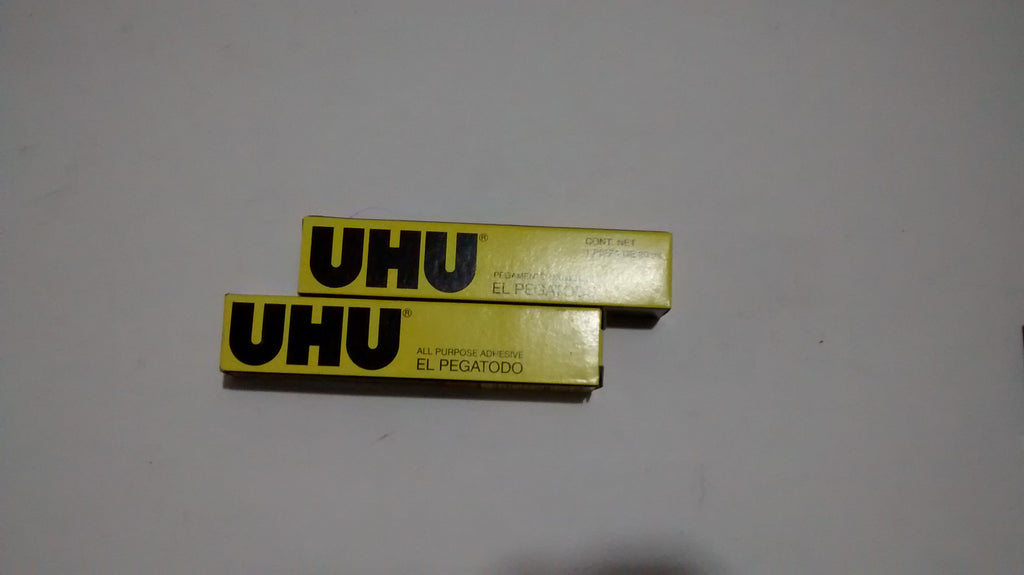 UHU®
CONT. NET
EL PEGATODO
UHU®
ALL PURPOSE ADHESIVE
EL PEGATODO